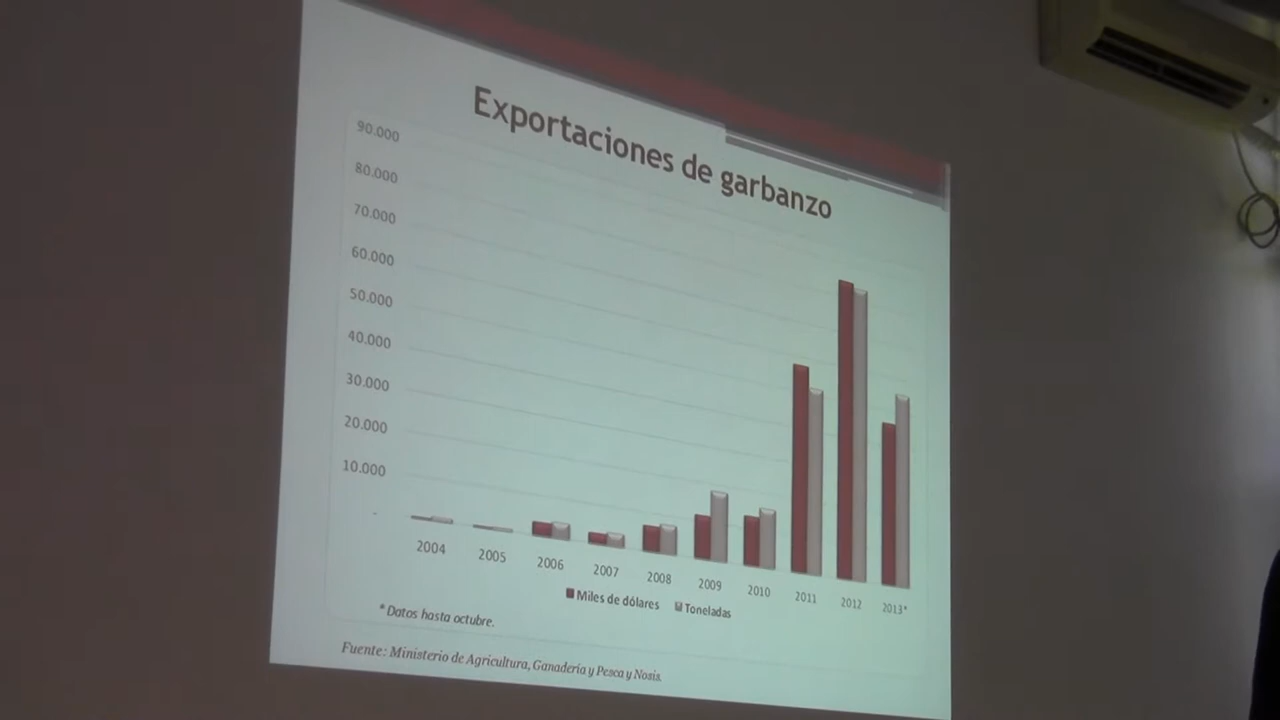 Exportaciones de garbanzo
90.000
80.000
70.000
60.000
50.000
40.000
30.000
20.000
10.000
-
2004 2005 2006 2007 2008 2009 2010 2011 2012 2013*
Miles de dólares Toneladas
* Datos hasta octubre.
Fuente: Ministerio de Agricultura, Ganadería y Pesca y Nosis.